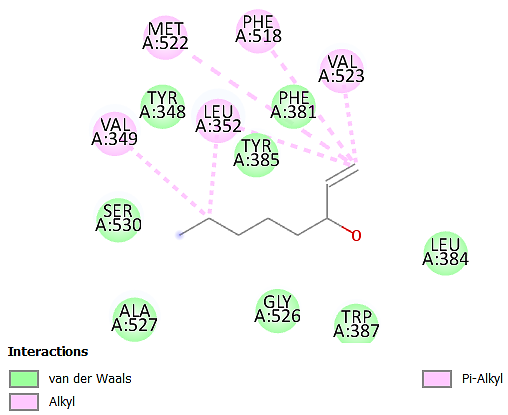 MET
A:522
PHE
A:518
VAL
A:523
TYR
A:348
PHE
A:381
LEU
A:352
VAL
A:349
TYR
A:385
SER
A:530
O
LEU
A:384
ALA
A:527
GLY
A:526
TRP
A:387
Interactions
van der Waals
Alkyl
Pi-Alkyl